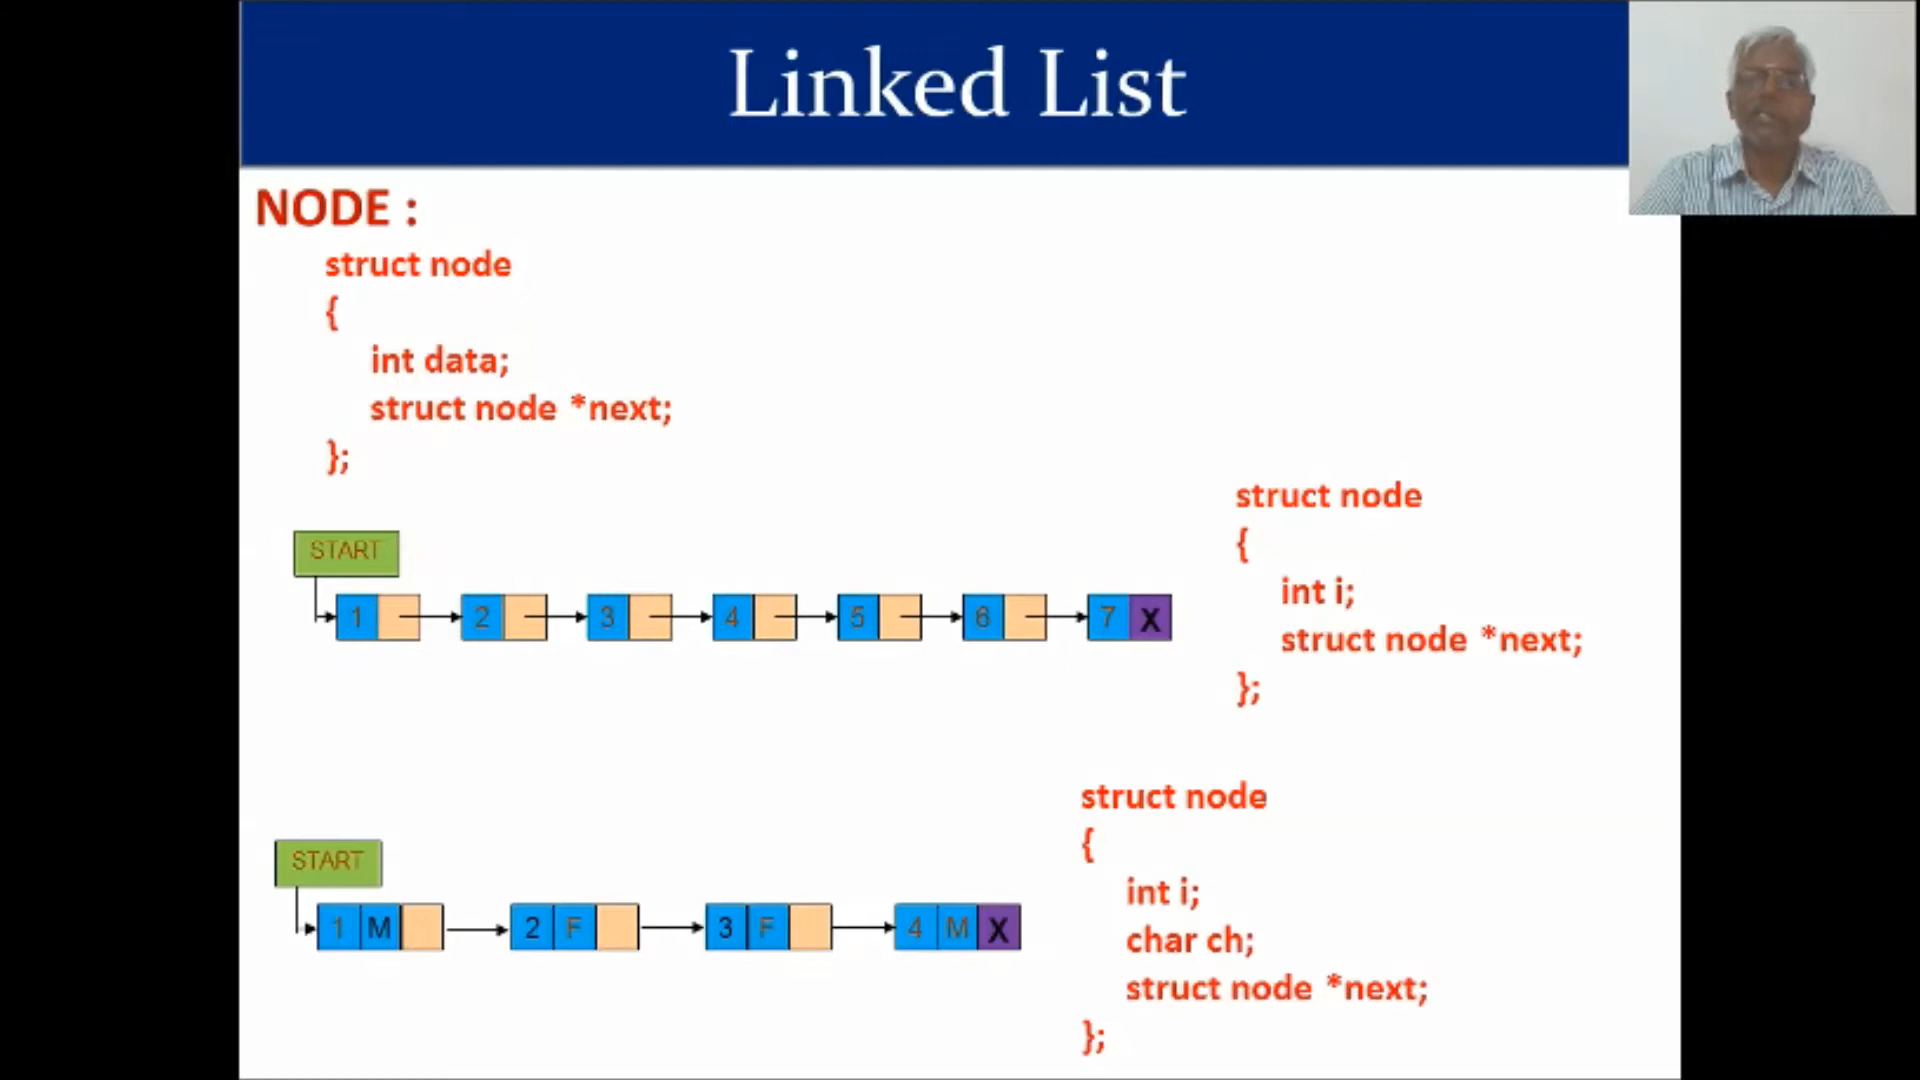 Linked List
NODE :
struct node
{
int data;
struct node *next;
};
START
1 2 3 4 5 6 7 X
struct node
{
int i;
struct node *next;
};
START
1 M 2 F 3 F 4 M X
struct node
{
int i;
char ch;
struct node *next;
};